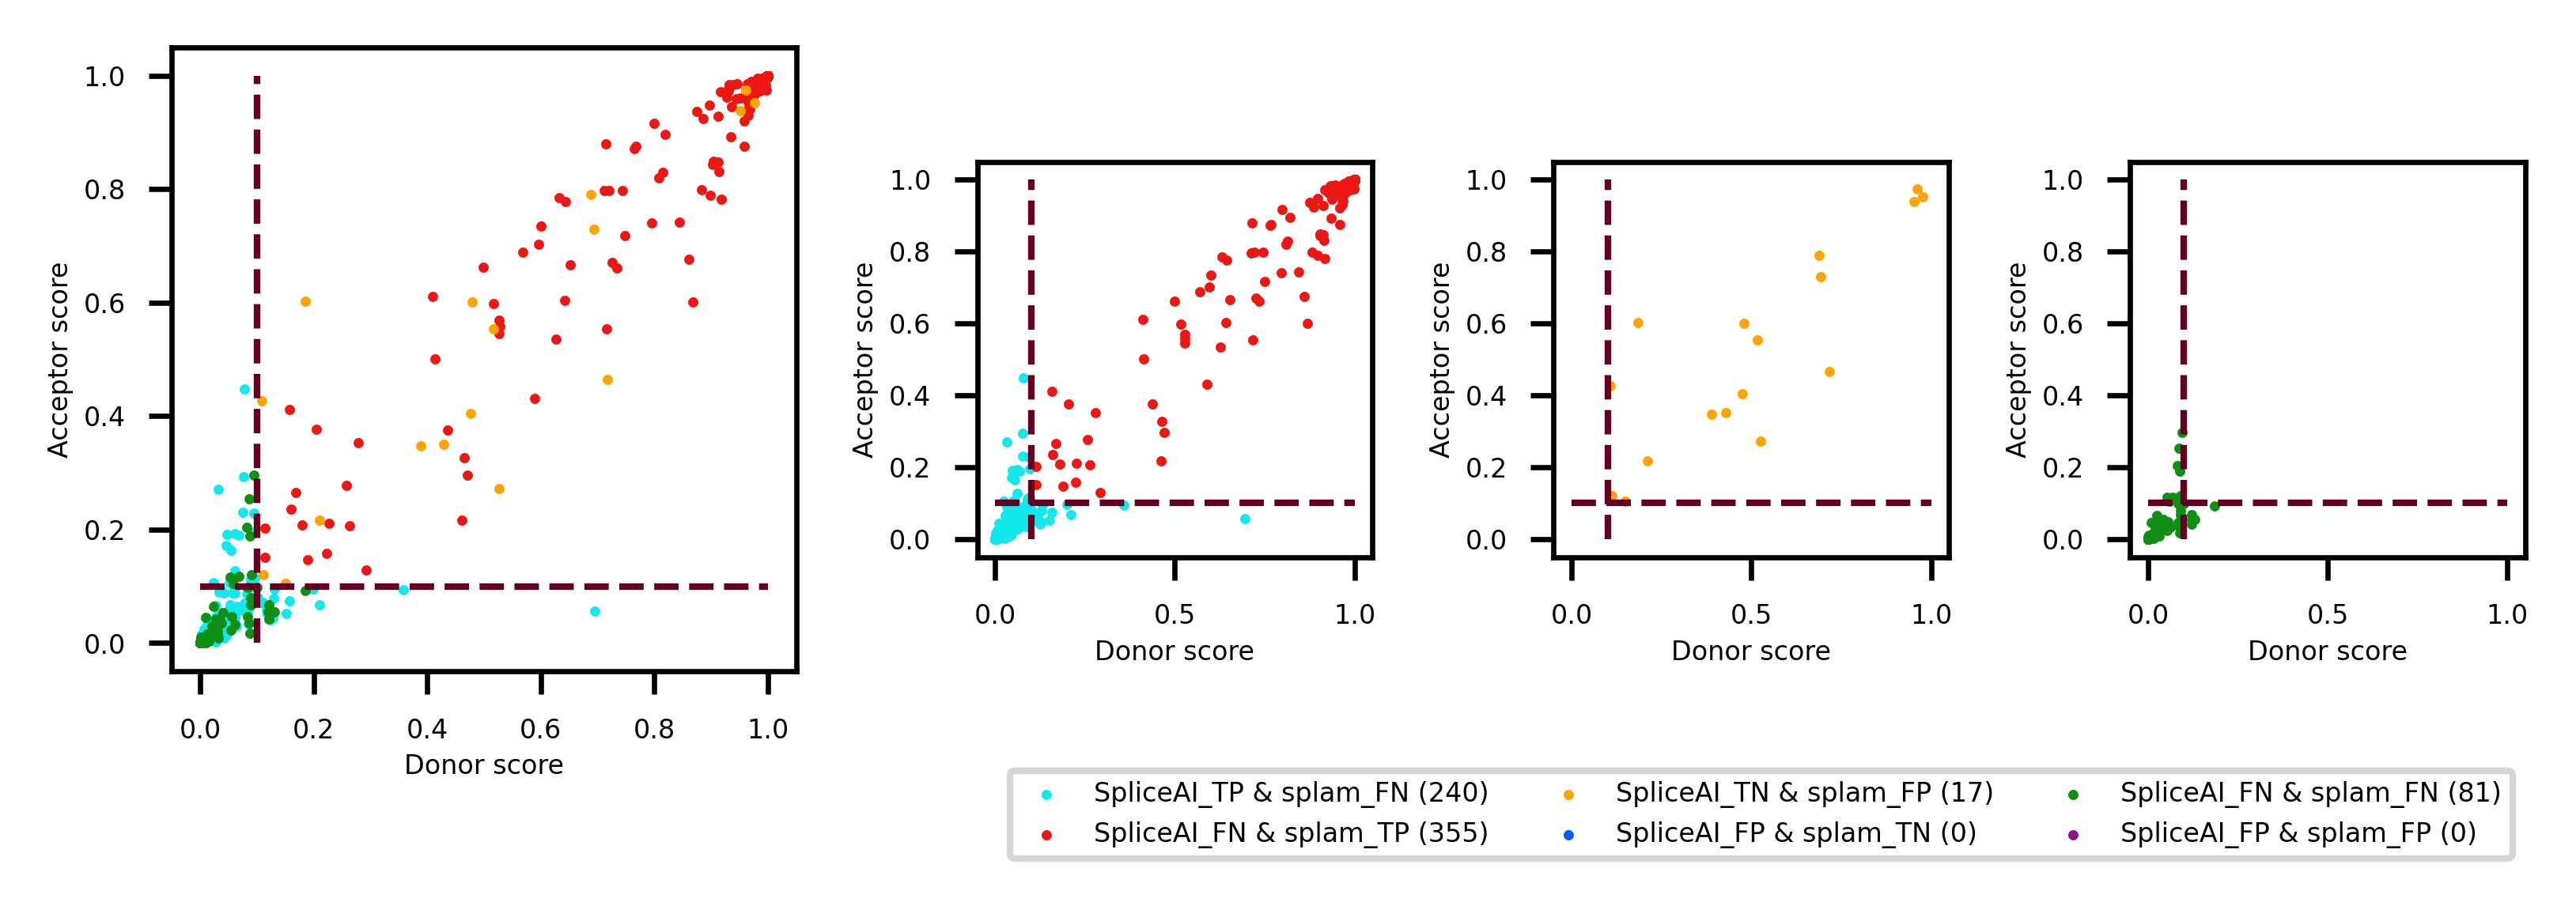 1.0
0.8
0.6
0.4
0.2
0.0
Acceptor score
0.0 0.2 0.4 0.6 0.8 1.0
Donor score
1.0
0.8
0.6
0.4
0.2
0.0
Acceptor score
0.0 0.5 1.0
Donor score
1.0
0.8
0.6
0.4
0.2
0.0
Acceptor score
0.0 0.5 1.0
Donor score
1.0
0.8
0.6
0.4
0.2
0.0
Acceptor score
0.0 0.5 1.0
Donor score
SpliceAI_TP & splam_FN (240)
SpliceAI_FN & splam_TP (355)
SpliceAI_TN & splam_FP (17)
SpliceAI_FP & splam_TN (0)
SpliceAI_FN & splam_FN (81)
SpliceAI_FP & splam_FP (0)